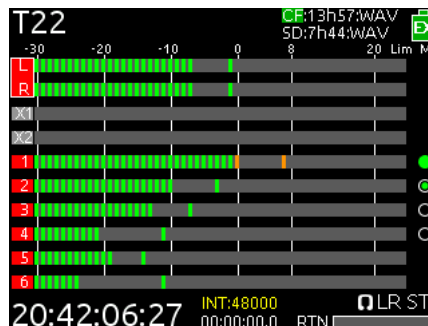 T22
CF:13h57:WAV
SD:7h44:WAV
-30 -20 -10 0 8 20 Lim M
L
R
X1
X2
1
2
3
4
5
6
20:42:06:27
INT:48000
LR ST
00:00:00.0 RTN